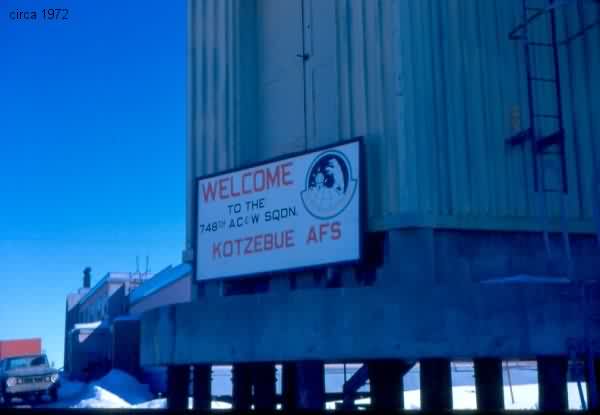 circa 1972
WELCOME
TO THE
748TH AC&W SQDN.
KOTZEBUE AFS